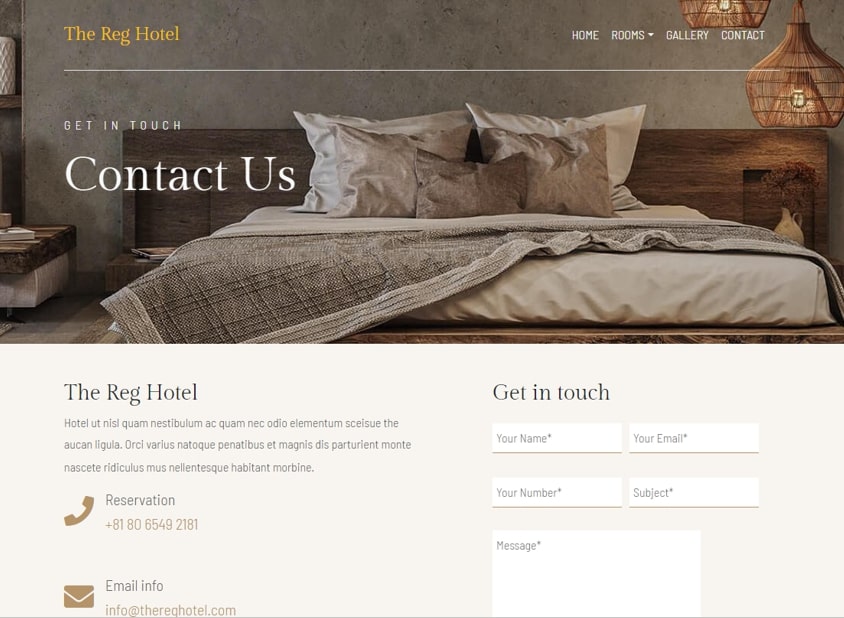 The Reg Hotel
HOME ROOMS GALLERY CONTACT
GET IN TOUCH
Contact Us
The Reg Hotel
Hotel ut nisl quam nestibulum ac quam nec odio elementum sceisue the
aucan ligula. Orci varius natoque penatibus et magnis dis parturient monte
nascete ridiculus mus nellentesque habitant morbine.
Reservation
+81 80 6549 2181
Email info
info@thereghotel.com
Get in touch
Your Name* Your Email*
Your Number* Subject*
Message*